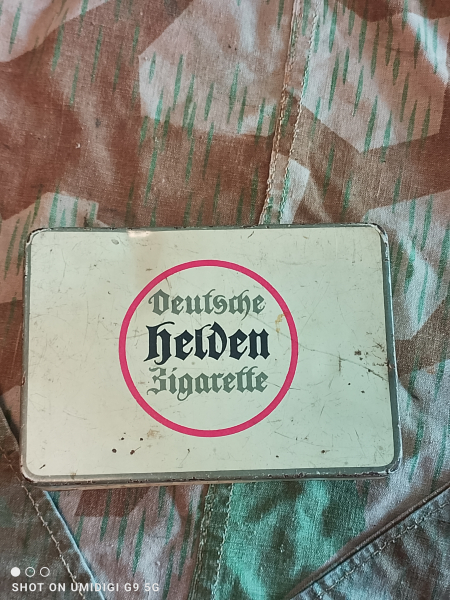 Deutsche
Helden
Zigarette
SHOT ON UMIDIGI G9 5G